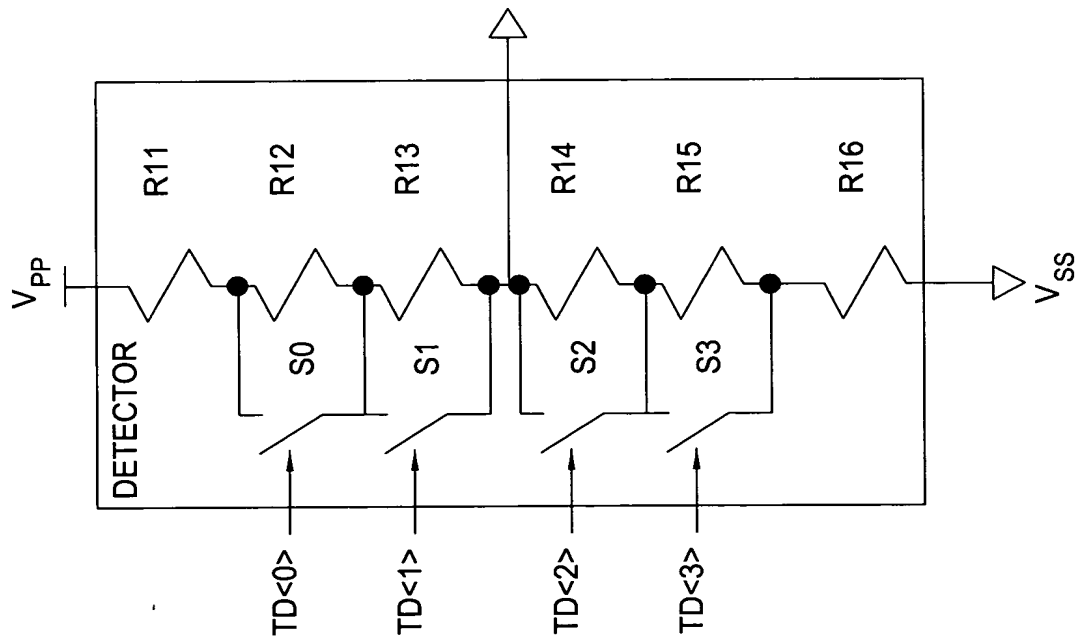 V_PP
DETECTOR
R11
R12
S0
TD<0>
R13
S1
TD<1>
R14
S2
TD<2>
R15
S3
TD<3>
R16
V_SS